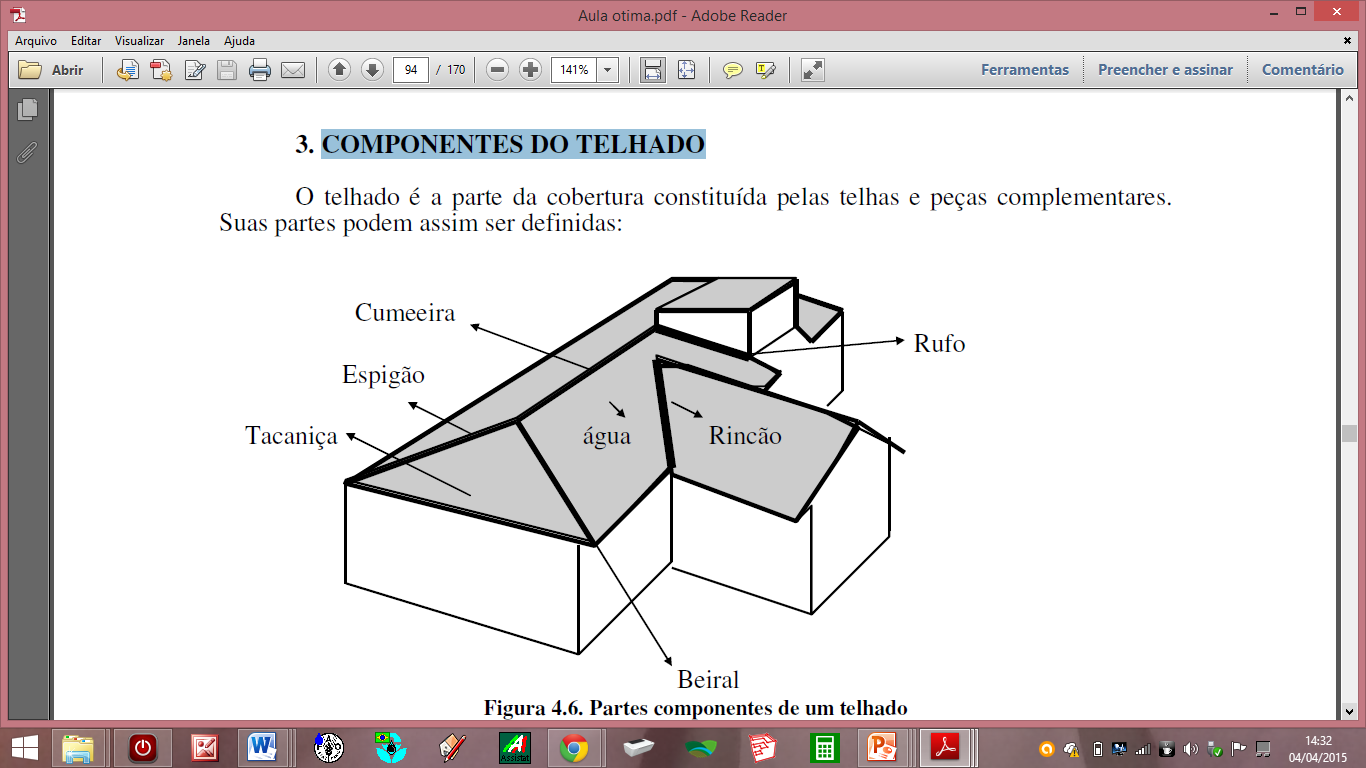 Aula otima.pdf - Adobe Reader
Arquivo Editar Visualizar Janela Ajuda
Abrir 94 / 170 141% Ferramentas Preencher e assinar Comentário
3. COMPONENTES DO TELHADO
O telhado é a parte da cobertura constituída pelas telhas e peças complementares.
Suas partes podem assim ser definidas:
Cumeeira
Rufo
Espigão
Tacaniça
água
Rincão
Beiral
Figura 4.6. Partes componentes de um telhado
Assistat
14:32
04/04/2015